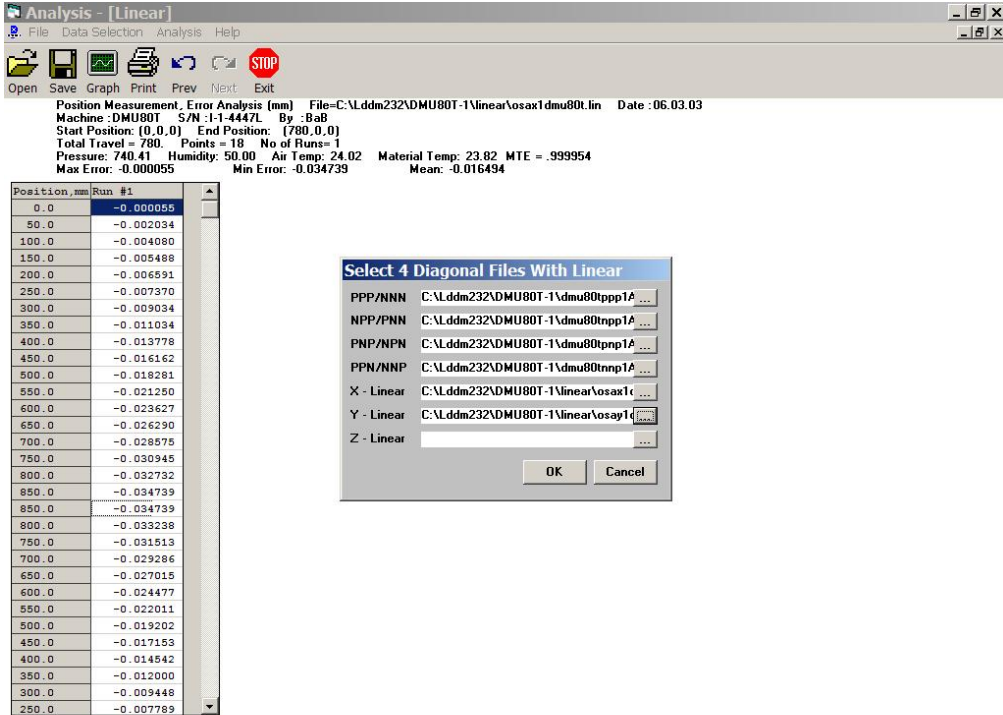 Analysis - [Linear]
File Data Selection Analysis Help
Open Save Graph Print Prev Next Exit
STOP
Position Measurement, Error Analysis (mm) File=C:\Lddm232\DMU80T-1\linear\osax1dmu80t.lin Date :06.03.03
Machine :DMU80T S/N :I-1-4447L By :BaB
Start Position: (0,0,0) End Position: (780,0,0)
Total Travel = 780. Points = 18 No of Runs= 1
Pressure: 740.41 Humidity: 50.00 Air Temp: 24.02 Material Temp: 23.82 MTE = .999954
Max Error: -0.000055 Min Error: -0.034739 Mean: -0.016494
Position,mm Run #1
0.0 -0.000055
50.0 -0.002034
100.0 -0.004080
150.0 -0.005488
200.0 -0.006591
250.0 -0.007370
300.0 -0.009034
350.0 -0.011034
400.0 -0.013778
450.0 -0.016162
500.0 -0.018281
550.0 -0.021250
600.0 -0.023627
650.0 -0.026290
700.0 -0.028575
750.0 -0.030945
800.0 -0.032732
850.0 -0.034739
850.0 -0.034739
800.0 -0.033238
750.0 -0.031513
700.0 -0.029286
650.0 -0.027015
600.0 -0.024477
550.0 -0.022011
500.0 -0.019202
450.0 -0.017153
400.0 -0.014542
350.0 -0.012000
300.0 -0.009448
250.0 -0.007789
Select 4 Diagonal Files With Linear
PPP/NNN C:\Lddm232\DMU80T-1\dmu80tppp1A ...
NPP/PNN C:\Lddm232\DMU80T-1\dmu80tnpp1A ...
PNP/NPN C:\Lddm232\DMU80T-1\dmu80tpnp1A ...
PPN/NNP C:\Lddm232\DMU80T-1\dmu80tnnp1A ...
X - Linear C:\Lddm232\DMU80T-1\linear\osax1d ...
Y - Linear C:\Lddm232\DMU80T-1\linear\osay1d ...
Z - Linear ...
OK Cancel